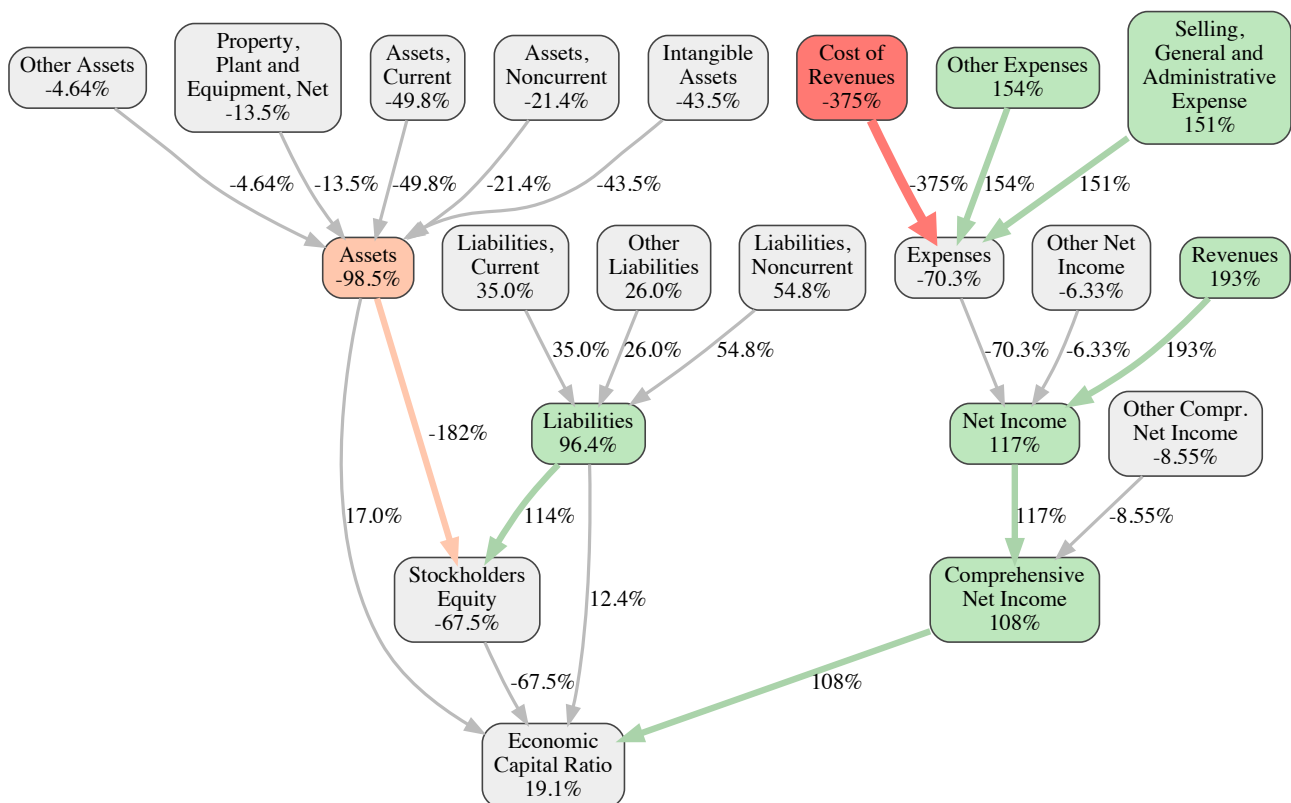 Other Assets
-4.64%
Property,
Plant and
Equipment, Net
-13.5%
Assets,
Current
-49.8%
Assets,
Noncurrent
-21.4%
Intangible
Assets
-43.5%
Cost of
Revenues
-375%
Other Expenses
154%
Selling,
General and
Administrative
Expense
151%
-4.64%
-13.5%
-49.8%
-21.4%
-43.5%
-375%
154%
151%
Assets
-98.5%
Liabilities,
Current
35.0%
Other
Liabilities
26.0%
Liabilities,
Noncurrent
54.8%
Expenses
-70.3%
Other Net
Income
-6.33%
Revenues
193%
35.0%
26.0%
54.8%
-70.3%
-6.33%
193%
-182%
Liabilities
96.4%
Net Income
117%
Other Compr.
Net Income
-8.55%
17.0%
114%
117%
-8.55%
Stockholders
Equity
-67.5%
12.4%
Comprehensive
Net Income
108%
-67.5%
108%
Economic
Capital Ratio
19.1%